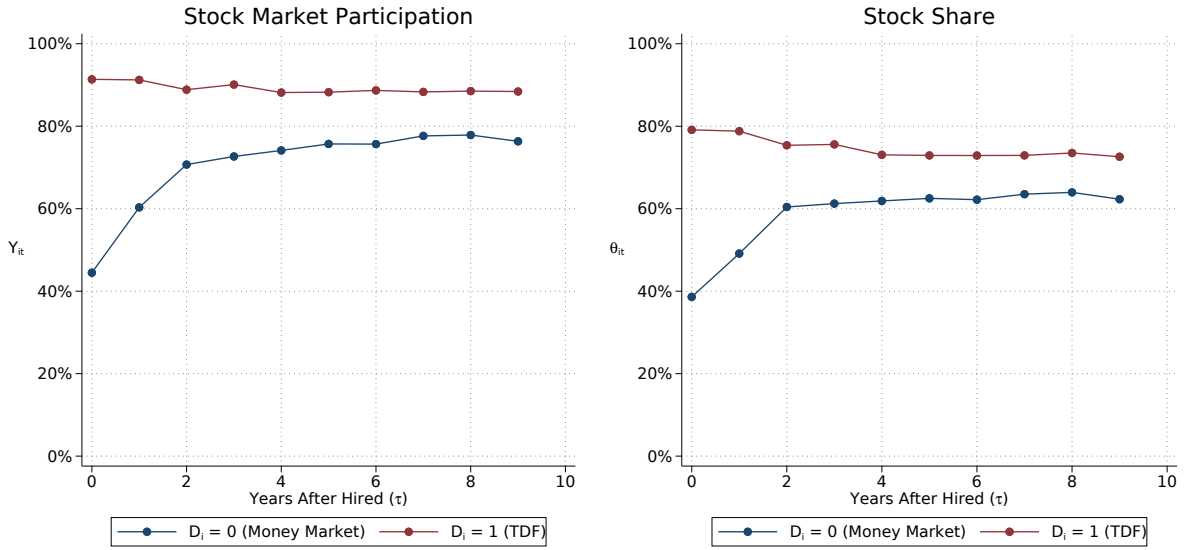 Stock Market Participation
100%
80%
60%
Y_it
40%
20%
0%
0 2 4 6 8 10
Years After Hired (τ)
D_i = 0 (Money Market) D_i = 1 (TDF)
Stock Share
100%
80%
60%
θ_it
40%
20%
0%
0 2 4 6 8 10
Years After Hired (τ)
D_i = 0 (Money Market) D_i = 1 (TDF)